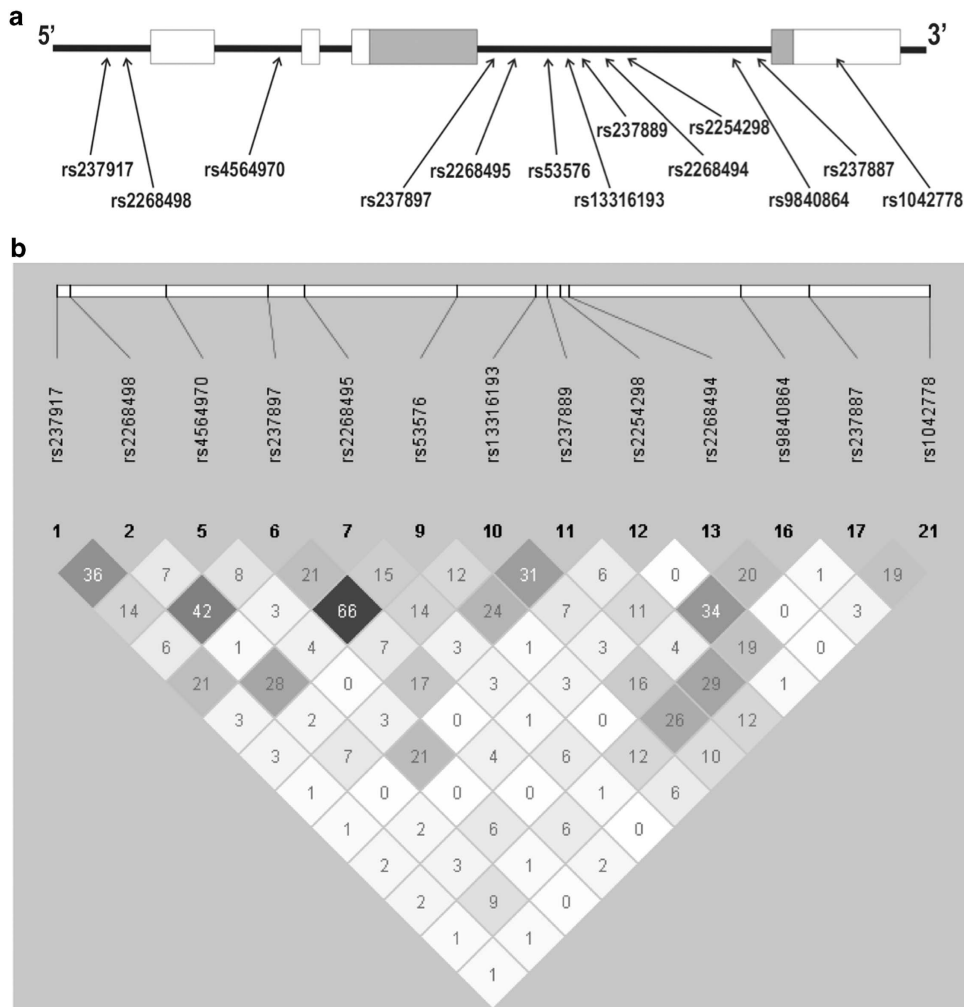 a
5' 3'
rs237889 rs2254298
rs237917 rs4564970 rs2268495 rs53576 rs2268494 rs237887
rs2268498 rs237897 rs13316193 rs9840864 rs1042778
b
rs237917
rs2268498
rs4564970
rs237897
rs2268495
rs53576
rs13316193
rs237889
rs2254298
rs2268494
rs9840864
rs237887
rs1042778
1 2 5 6 7 9 10 11 12 13 16 17 21
36 7 8 21 15 12 31 6 0 20 1 19
14 42 3 66 14 24 7 11 34 0 3
6 1 4 7 3 1 3 4 19 0
21 28 0 17 3 3 16 29 1
3 2 3 0 1 0 26 12
3 7 21 4 6 12 10
1 0 0 0 1 6
1 2 6 6 0
2 3 1 2
2 9 0
1 1
1